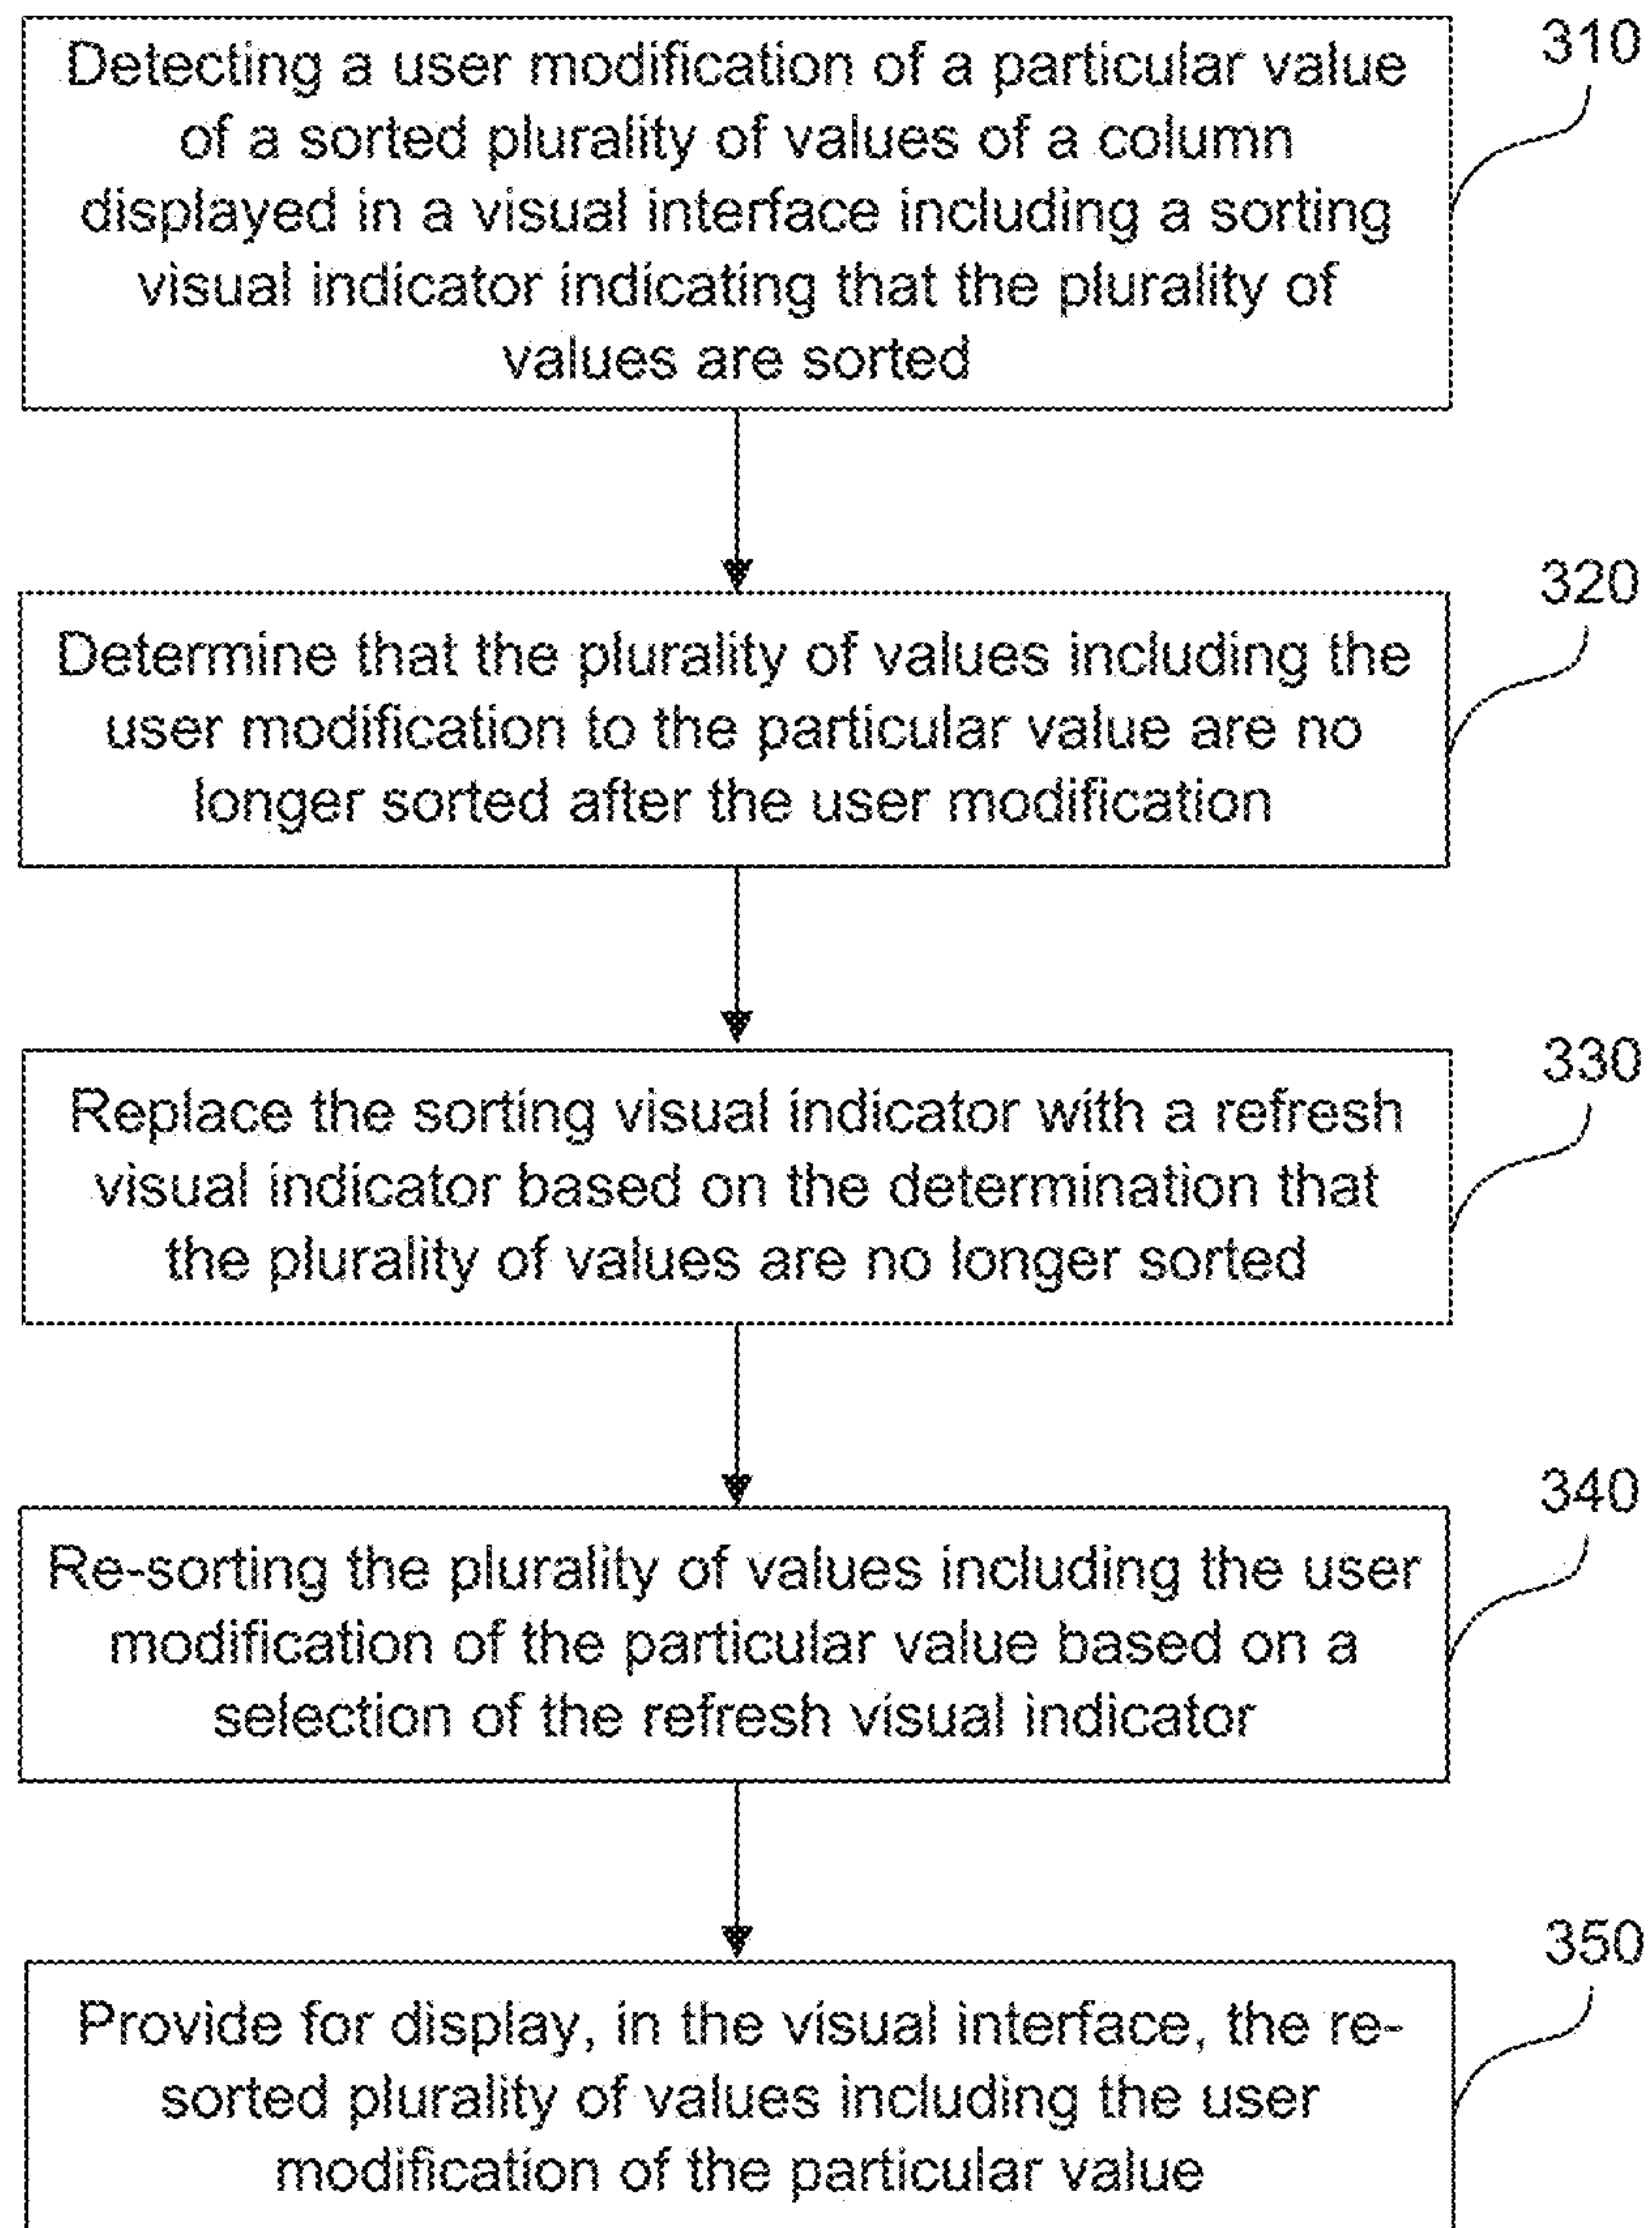 Detecting a user modification of a particular value
of a sorted plurality of values of a column
displayed in a visual interface including a sorting
visual indicator indicating that the plurality of
values are sorted
310
Determine that the plurality of values including the
user modification to the particular value are no
longer sorted after the user modification
320
Replace the sorting visual indicator with a refresh
visual indicator based on the determination that
the plurality of values are no longer sorted
330
Re-sorting the plurality of values including the user
modification of the particular value based on a
selection of the refresh visual indicator
340
Provide for display, in the visual interface, the re-
sorted plurality of values including the user
modification of the particular value
350